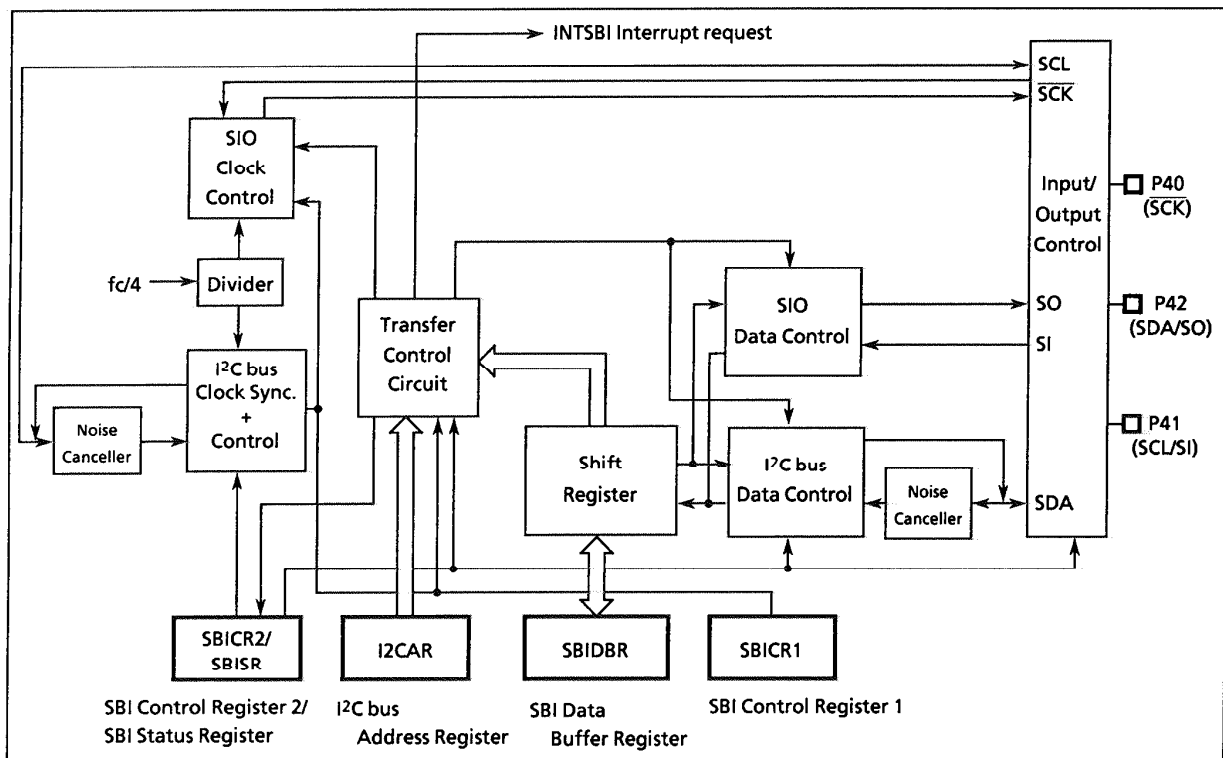 INTSBI Interrupt request
SCL
SCK
SIO
Clock
Control
Input/
Output
Control
P40
(SCK)
fc/4
Divider
SIO
Data Control
SO
SI
P42
(SDA/SO)
Transfer
Control
Circuit
I²C bus
Clock Sync.
+
Control
Noise
Canceller
P41
(SCL/SI)
Shift
Register
I²C bus
Data Control
Noise
Canceller
SDA
SBICR2/
SBISR
I2CAR
SBIDBR
SBICR1
SBI Control Register 2/
SBI Status Register
I²C bus
Address Register
SBI Data
Buffer Register
SBI Control Register 1